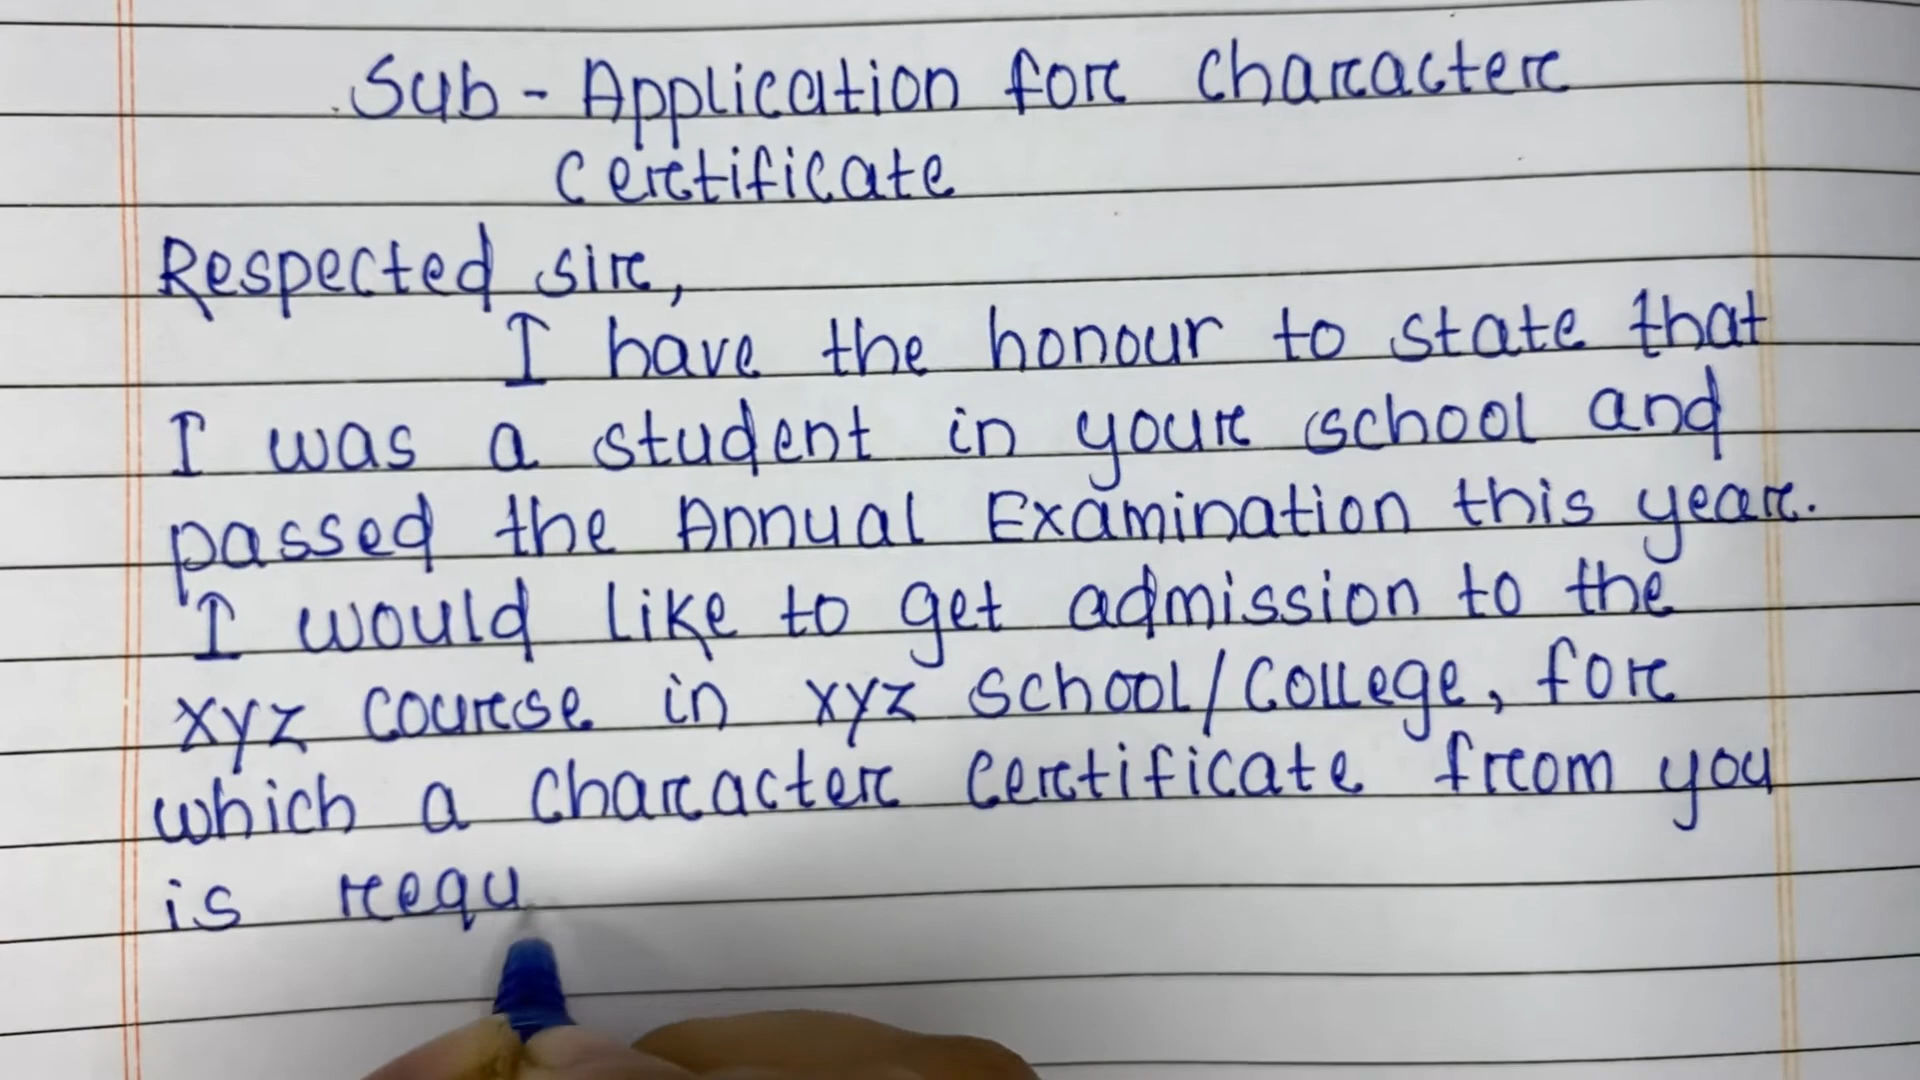 Sub - Application for character
certificate
Respected sir,
I have the honour to state that
I was a student in your school and
passed the Annual Examination this year.
I would like to get admission to the
xyz course in xyz school/college, for
which a character certificate from you
is requ